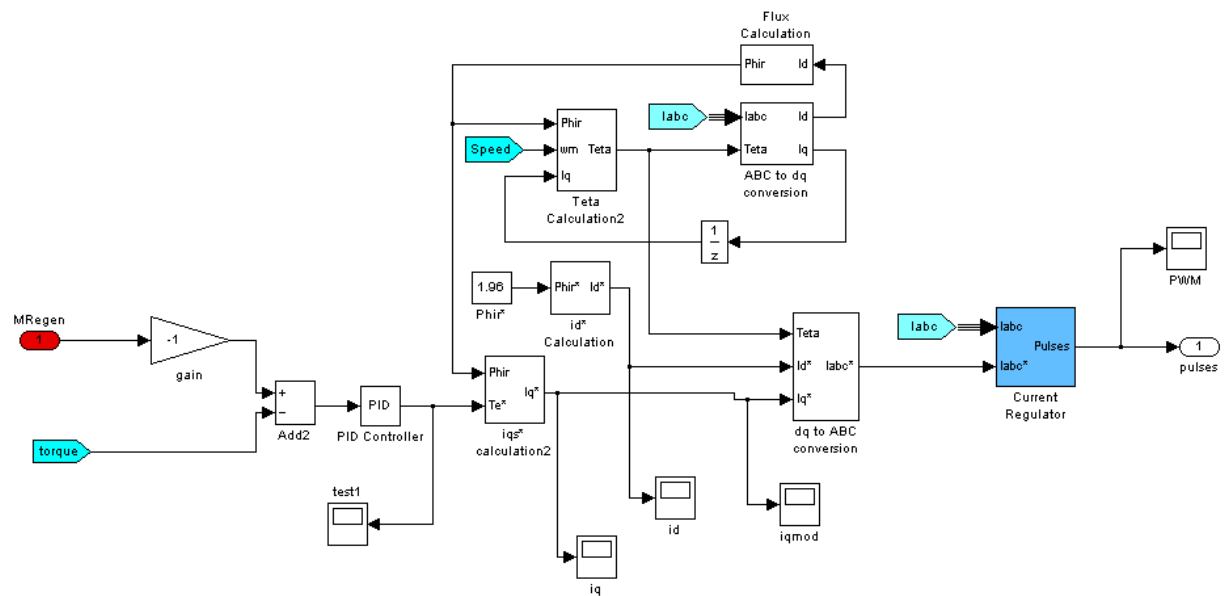 Flux
Calculation
Phir
Id
Iabc
Iabc
Id
Teta
Iq
ABC to dq
conversion
Phir
Speed
wm
Teta
Iq
Teta
Calculation2
1
z
1.96
Phir*
Phir*
Id*
id*
Calculation
PWM
MRegen
1
-1
gain
Iabc
Iabc
Pulses
Iabc*
Current
Regulator
1
pulses
Teta
Id*
Iabc*
Iq*
dq to ABC
conversion
Phir
Iq*
Te*
iqs*
calculation2
+
−
Add2
PID
PID Controller
torque
test1
id
iqmod
iq